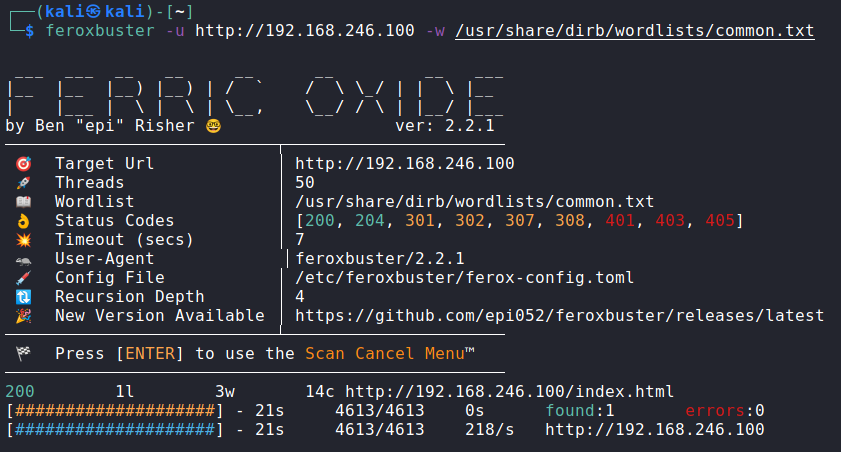 (kali㉿kali)-[~]
$ feroxbuster -u http://192.168.246.100 -w /usr/share/dirb/wordlists/common.txt
FERRIC OXIDE
by Ben "epi" Risher 🤓 ver: 2.2.1
🎯 Target Url │ http://192.168.246.100
🚀 Threads │ 50
📖 Wordlist │ /usr/share/dirb/wordlists/common.txt
👌 Status Codes │ [200, 204, 301, 302, 307, 308, 401, 403, 405]
💥 Timeout (secs) │ 7
🦡 User-Agent │ feroxbuster/2.2.1
💉 Config File │ /etc/feroxbuster/ferox-config.toml
🔃 Recursion Depth │ 4
🎉 New Version Available │ https://github.com/epi052/feroxbuster/releases/latest
🏁 Press [ENTER] to use the Scan Cancel Menu™
200 1l 3w 14c http://192.168.246.100/index.html
[####################] - 21s 4613/4613 0s found:1 errors:0
[####################] - 21s 4613/4613 218/s http://192.168.246.100